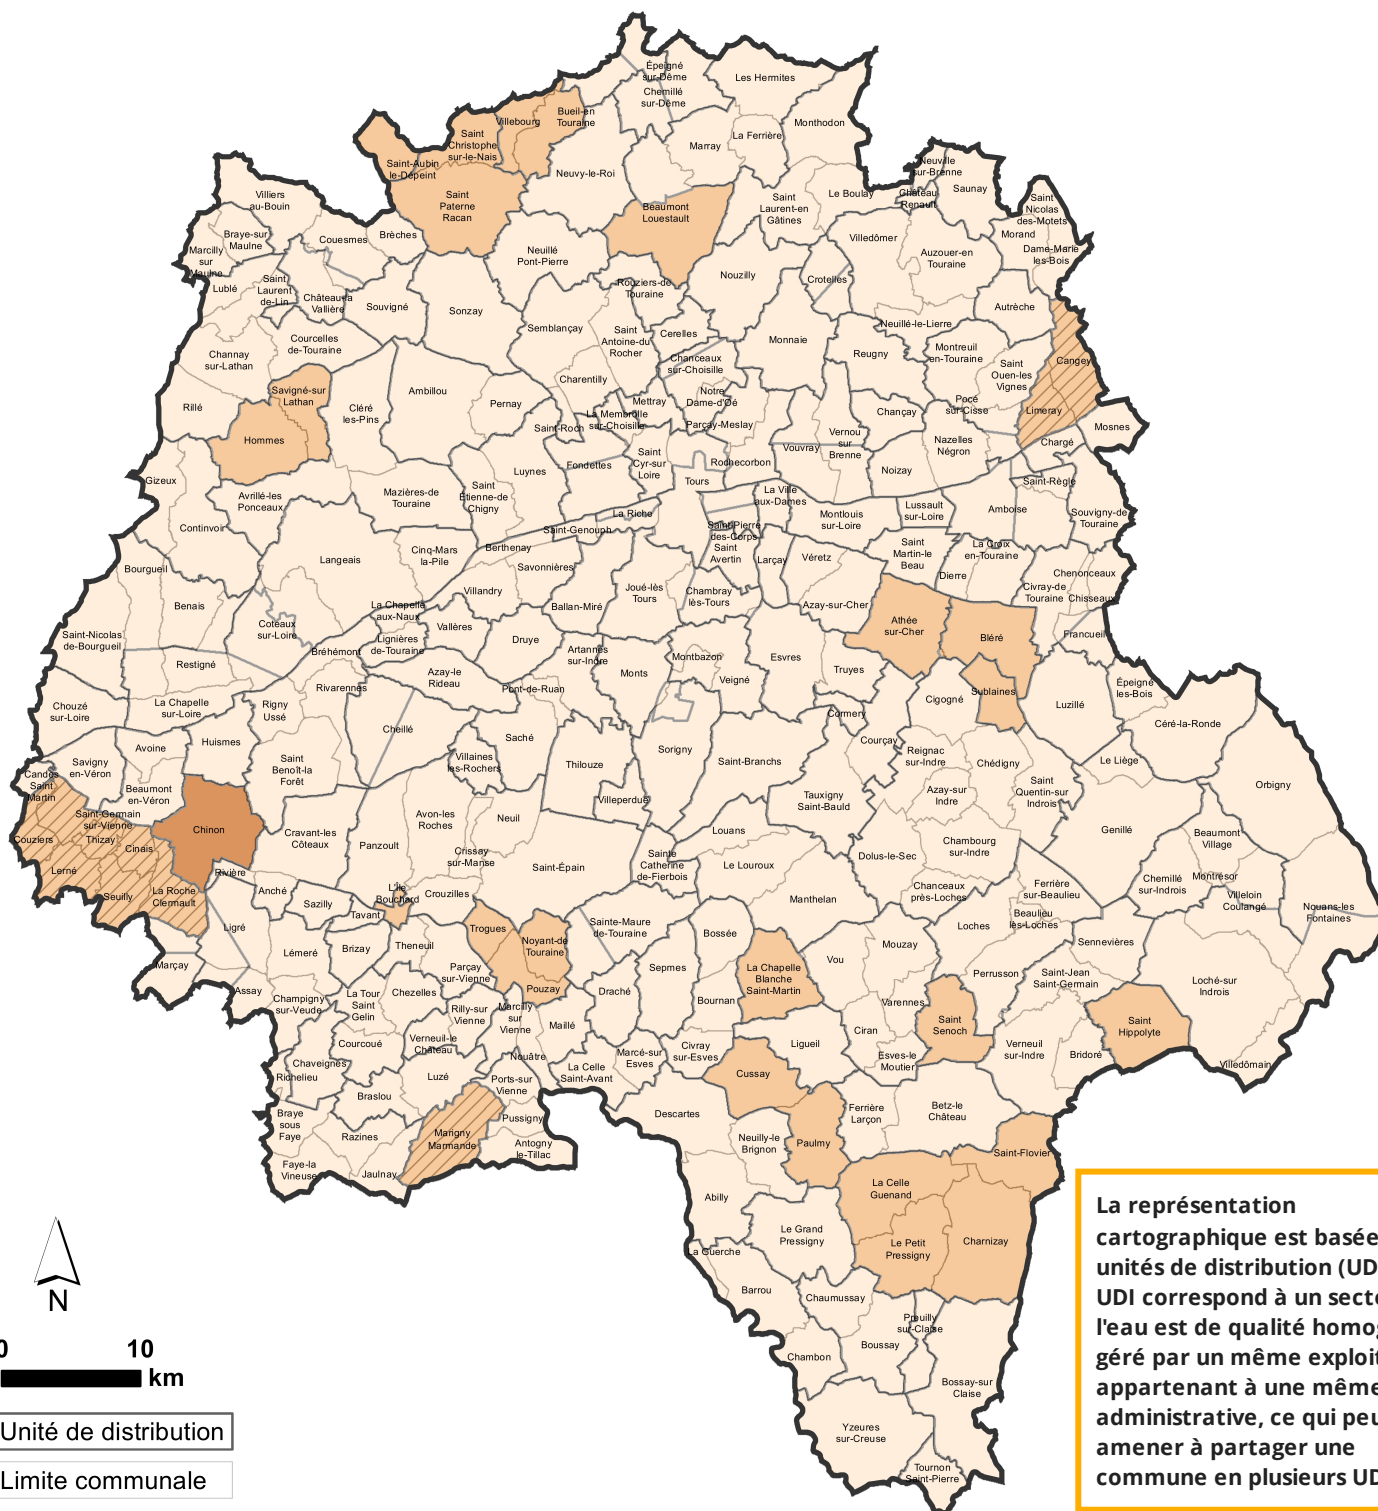 Épeigné
sur-Dême
Les Hermites
Chemillé
sur-Dême
Bueil-en
Touraine
Villebourg
Monthodon
La Ferrière
Saint
Christophe
sur-le-Nais
Marray
Saint-Aubin
le-Dépeint
Neuvy-le-Roi
Neuville
sur-Brenne
Saunay
Château
Renault
Le Boulay
Villiers
au-Bouin
Saint
Paterne
Racan
Beaumont
Louestault
Saint
Laurent-en
Gâtines
Saint
Nicolas
des-Motets
Morand
Dame-Marie
les-Bois
Braye-sur
Maulne
Couesmes
Brèches
Villedômer
Auzouer-en
Touraine
Marcilly
sur
Maulne
Neuillé
Pont-Pierre
Nouzilly
Crotelles
Lublé
Saint
Laurent
de-Lin
Château-la
Vallière
Souvigné
Sonzay
Rouziers-de
Touraine
Autrèche
Semblançay
Saint
Antoine-du
Rocher
Cerelles
Monnaie
Neuillé-le-Lierre
Courcelles
de-Touraine
Channay
sur-Lathan
Chanceaux
sur-Choisille
Reugny
Montreuil
en-Touraine
Saint
Ouen-les
Vignes
Cangey
Charentilly
Savigné-sur
Lathan
Ambillou
Pernay
Mettray
Notre
Dame-d'Oé
Pocé
sur-Cisse
Limeray
Rillé
Cléré
les-Pins
La Membrolle
sur-Choisille
Chançay
Mosnes
Saint-Roch
Parçay-Meslay
Hommes
Vernou
sur
Brenne
Nazelles
Négron
Chargé
Vouvray
Luynes
Fondettes
Saint
Cyr-sur
Loire
Rochecorbon
Noizay
Gizeux
Tours
Saint-Règle
Avrillé-les
Ponceaux
Mazières-de
Touraine
Saint
Étienne-de
Chigny
La Ville
aux-Dames
Montlouis
sur-Loire
Lussault
sur-Loire
Amboise
Souvigny-de
Touraine
Continvoir
La Riche
Saint-Genouph
Saint-Pierre
des-Corps
Saint
Avertin
Larçay
Véretz
Saint
Martin-le
Beau
La Croix
en-Touraine
Langeais
Cinq-Mars
la-Pile
Berthenay
Savonnières
Bourgueil
Dierre
Chenonceaux
Civray-de
Touraine
Chisseaux
Villandry
Joué-lès
Tours
Chambray
lès-Tours
Benais
La Chapelle
aux-Naux
Ballan-Miré
Azay-sur-Cher
Athée
sur-Cher
Bléré
Francueil
Saint-Nicolas
de-Bourgueil
Coteaux
sur-Loire
Vallères
Lignières
de-Touraine
Druye
Bréhémont
Artannes
sur-Indre
Monts
Montbazon
Esvres
Truyes
Restigné
Azay-le
Rideau
Veigné
Rivarennes
Pont-de-Ruan
Cigogné
Sublaines
Épeigné
les-Bois
La Chapelle
sur-Loire
Rigny
Ussé
Chouzé
sur-Loire
Luzillé
Cormery
Céré-la-Ronde
Cheillé
Huismes
Avoine
Saché
Courçay
Sorigny
Reignac
sur-Indre
Savigny
en-Véron
Saint
Benoît-la
Forêt
Villaines
les-Rochers
Thilouze
Saint-Branchs
Chédigny
Le Liège
Candes
Saint
Martin
Beaumont
en-Véron
Saint
Quentin-sur
Indrois
Orbigny
Azay-sur
Indre
Tauxigny
Saint-Bauld
Villeperdue
Saint-Germain
sur-Vienne
Avon-les
Roches
Neuil
Chinon
Louans
Genillé
Couziers
Thizay
Cravant-les
Côteaux
Panzoult
Beaumont
Village
Cinais
Crissay
sur-Manse
Chambourg
sur-Indre
Saint-Épain
Sainte
Catherine
de-Fierbois
Le Louroux
Dolus-le-Sec
Lerné
Rivière
Montrésor
Chemillé
sur-Indrois
Seuilly
La Roche
Clermault
Anché
L'Île
Bouchard
Crouzilles
Manthelan
Chanceaux
près-Loches
Ferrière
sur-Beaulieu
Villeloin
Coulangé
Sazilly
Tavant
Beaulieu
lès-Loches
Nouans-les
Fontaines
Ligré
Trogues
Sainte-Maure
de-Touraine
Loches
Bossée
Lémeré
Brizay
Theneuil
Noyant-de
Touraine
Mouzay
Sennevières
Marçay
Parçay
sur-Vienne
Sepmes
La Chapelle
Blanche
Saint-Martin
Vou
Perrusson
Saint-Jean
Saint-Germain
Loché-sur
Indrois
Assay
Champigny
sur-Veude
La Tour
Saint
Gelin
Chezelles
Pouzay
Draché
Bournan
Varennes
Rilly-sur
Vienne
Marcilly
sur
Vienne
Maillé
Saint
Senoch
Saint
Hippolyte
Courcoué
Verneuil-le
Château
Civray
sur-Esves
Ligueil
Ciran
Verneuil
sur-Indre
Bridoré
Chaveignes
Nouâtre
Marcé-sur
Esves
Esves-le
Moutier
Villedômain
Richelieu
Luzé
La Celle
Saint-Avant
Cussay
Ports-sur
Vienne
Braslou
Descartes
Ferrière
Larçon
Betz-le
Château
Braye
sous
Faye
Pussigny
Razines
Marigny
Marmande
Antogny
le-Tillac
Neuilly-le
Brignon
Paulmy
Saint-Flovier
Faye-la
Vineuse
Jaulnay
La Celle
Guenand
Abilly
Le Grand
Pressigny
Le Petit
Pressigny
Charnizay
La Guerche
Barrou
Chaumussay
Preuilly
sur-Claise
Boussay
Chambon
Bossay-sur
Claise
Yzeures
sur-Creuse
Tournon
Saint-Pierre
N
0 10
km
Unité de distribution
Limite communale
La représentation
cartographique est basée
unités de distribution (UD
UDI correspond à un secte
l'eau est de qualité homog
géré par un même exploit
appartenant à une même
administrative, ce qui peu
amener à partager une
commune en plusieurs UD